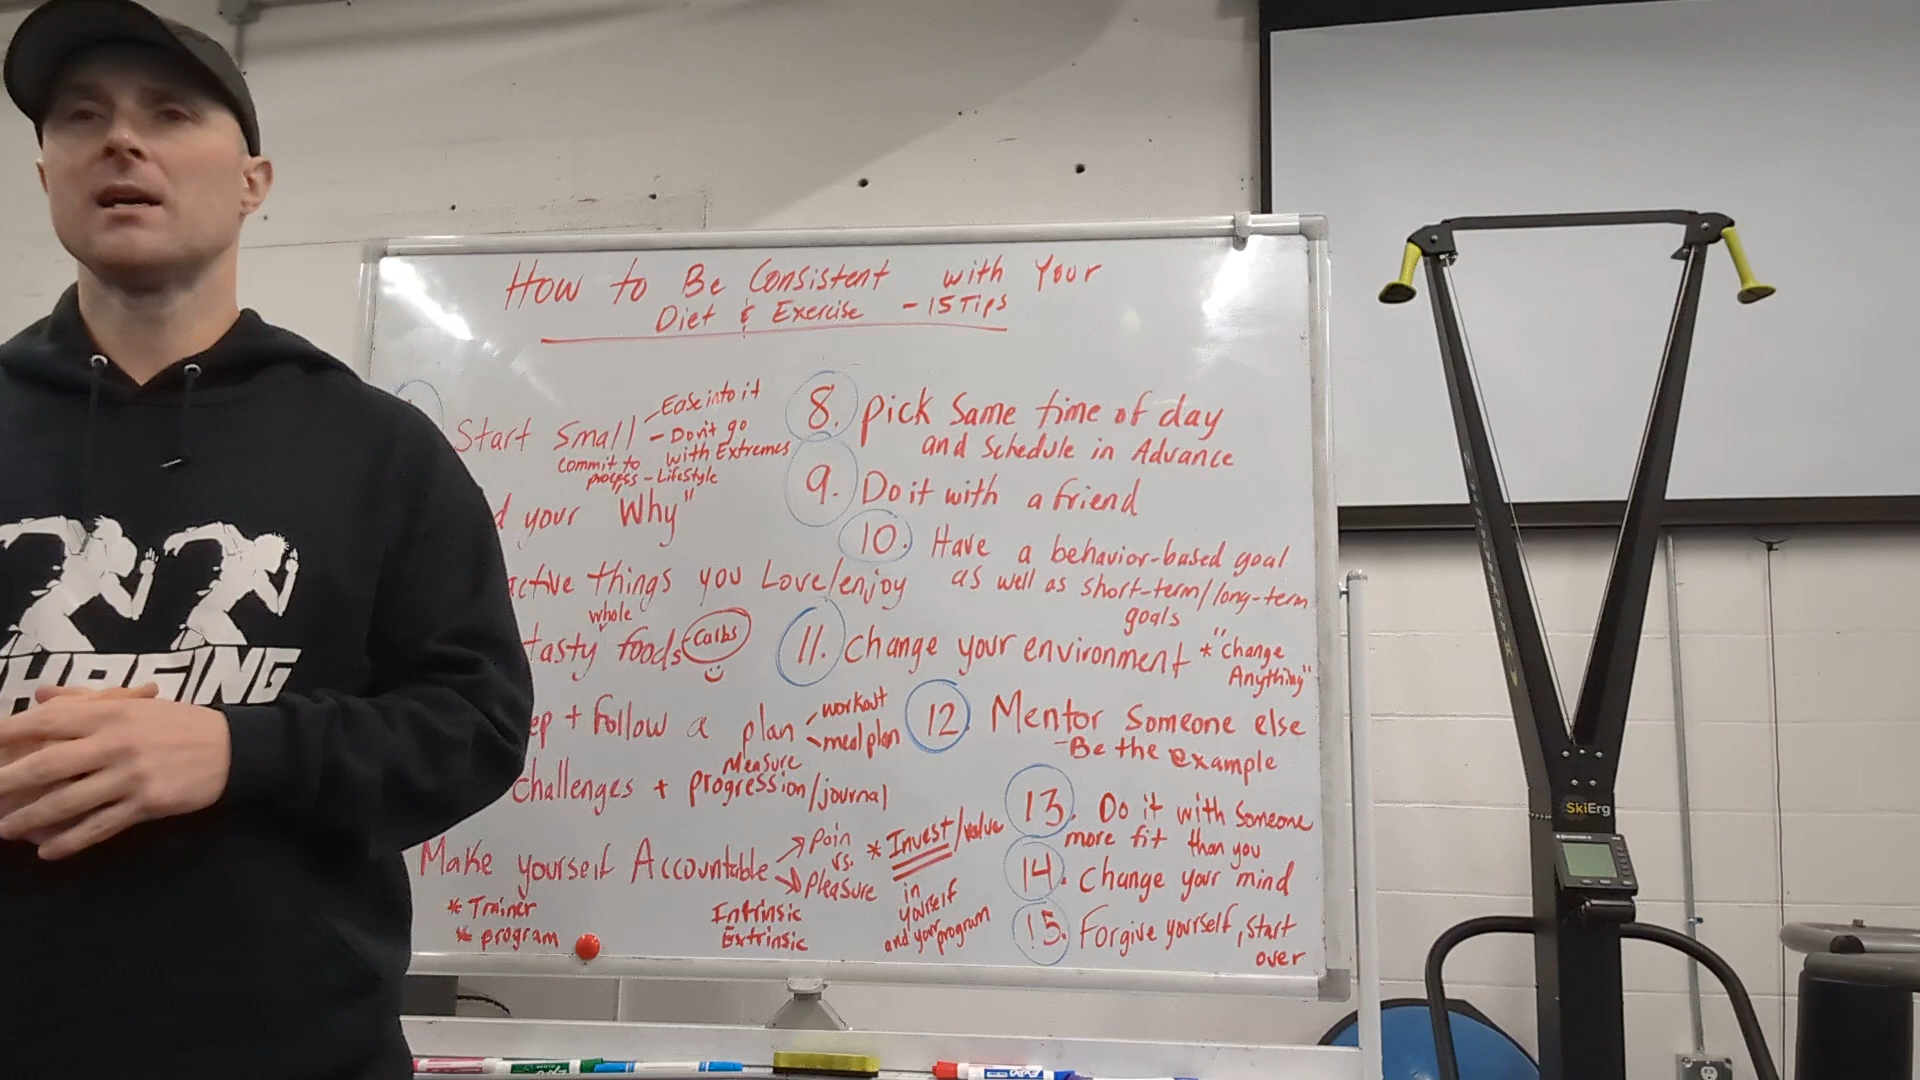 How to Be Consistent with Your
Diet & Exercise - 15 Tips
Start Small
- Ease into it
- Don't go
with Extremes
Commit to
process - Lifestyle
your "Why"
active things you Love/enjoy
whole
tasty foods Carbs
+ Follow a plan
workout
meal plan
challenges + progression/journal
Measure
Make yourself Accountable
Pain
vs.
Pleasure
* Invest/value
in
yourself
and your program
* Trainer
* program
Intrinsic
Extrinsic
8. Pick Same time of day
and Schedule in Advance
9. Do it with a friend
10. Have a behavior-based goal
as well as short-term/long-term
goals
11. Change your environment * "Change
Anything"
12. Mentor Someone else
- Be the example
13. Do it with Someone
more fit than you
14. Change your mind
15. Forgive yourself, Start
over
HASING
SkiErg
EXPO